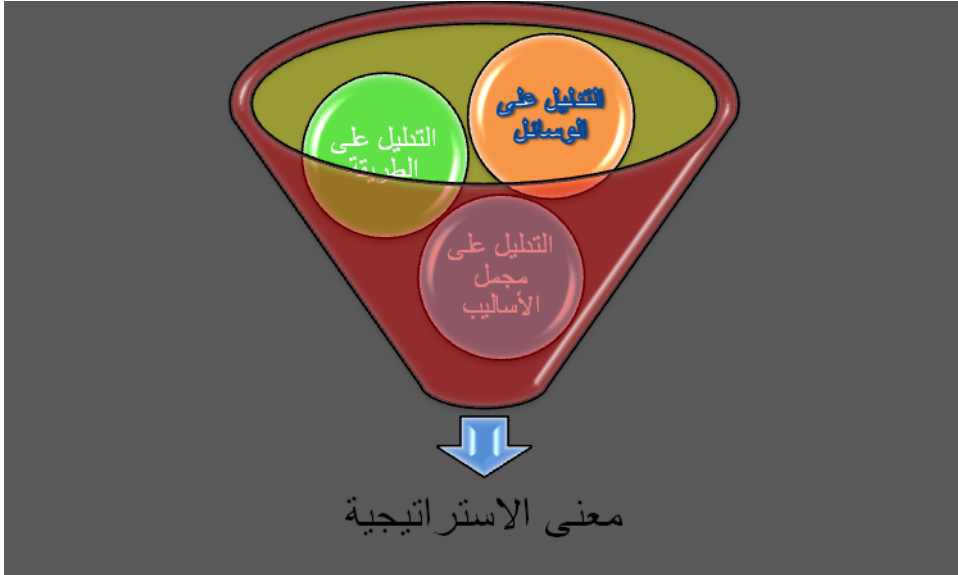 التدليل على
الوسائل
التدليل على
الطريقة
التدليل على
مجمل
الأساليب
معنى الاستراتيجية